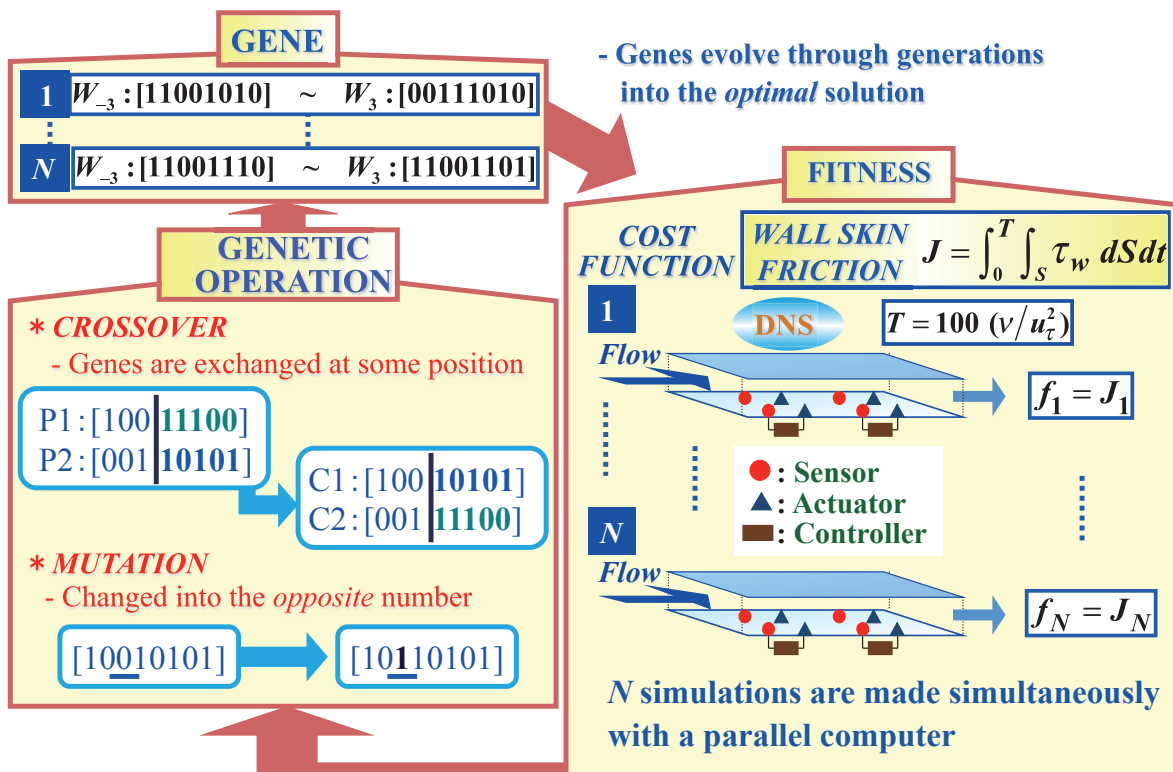 GENE
1 W₋₃ : [11001010] ~ W₃ : [00111010]
N W₋₃ : [11001110] ~ W₃ : [11001101]
- Genes evolve through generations
into the optimal solution
GENETIC
OPERATION
* CROSSOVER
- Genes are exchanged at some position
P1 : [100 11100]
P2 : [001 10101]
C1 : [100 10101]
C2 : [001 11100]
* MUTATION
- Changed into the opposite number
[10010101]
[10110101]
FITNESS
COST
FUNCTION
WALL SKIN
FRICTION
J = ∫₀ᵀ ∫_S τ_w dSdt
1
DNS
T = 100 (ν/u_τ²)
Flow
f₁ = J₁
: Sensor
: Actuator
: Controller
N
Flow
f_N = J_N
N simulations are made simultaneously
with a parallel computer